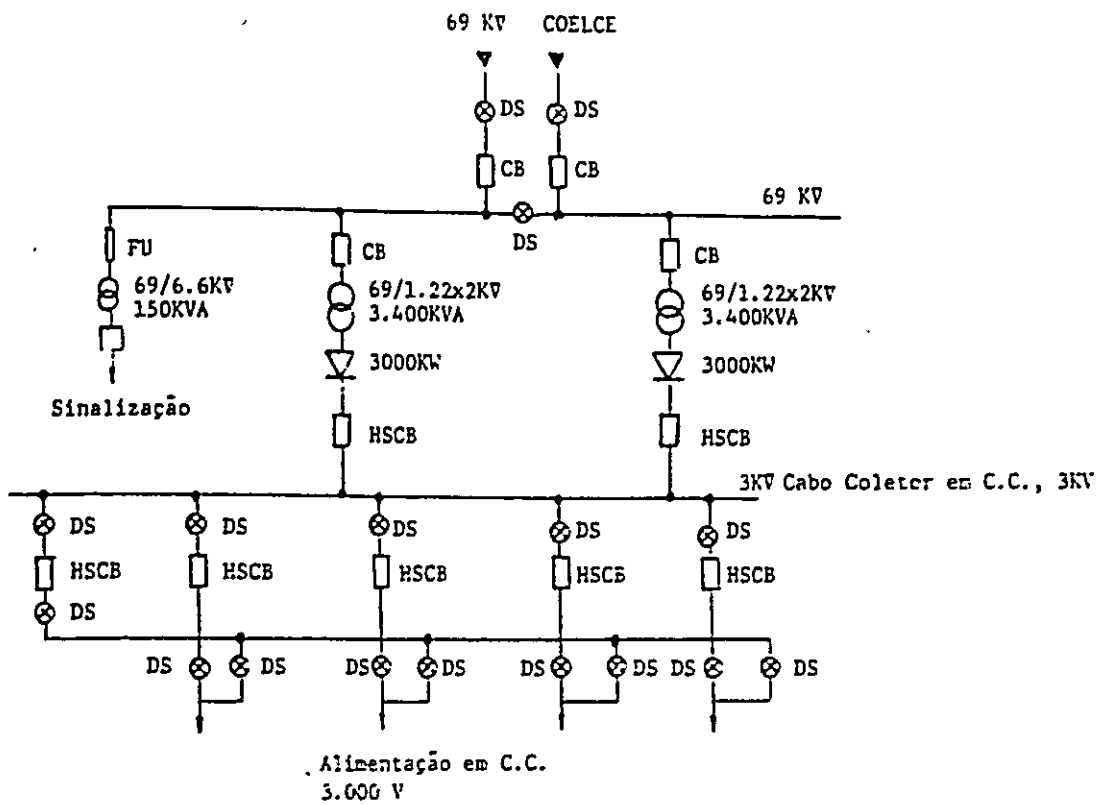 69 KV COELCE
DS DS
CB CB
69 KV
DS
FU
CB CB
69/6.6KV
150KVA
69/1.22x2KV
3.400KVA
69/1.22x2KV
3.400KVA
3000KW 3000KW
Sinalização
HSCB HSCB
3KV Cabo Coletor em C.C., 3KV
DS DS DS DS DS
HSCB HSCB HSCB HSCB HSCB
DS
DS DS DS DS DS DS DS DS
Alimentação em C.C.
3.000 V